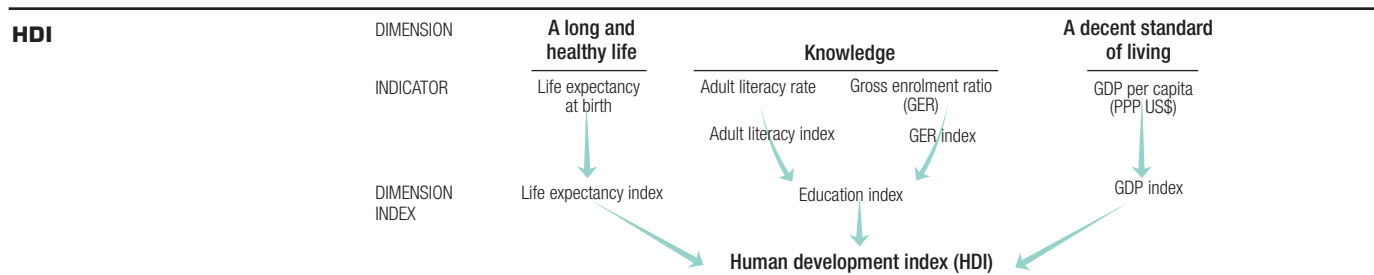 HDI
DIMENSION
A long and
healthy life
Knowledge
A decent standard
of living
INDICATOR
Life expectancy
at birth
Adult literacy rate
Gross enrolment ratio
(GER)
GDP per capita
(PPP US$)
Adult literacy index
GER index
DIMENSION
INDEX
Life expectancy index
Education index
GDP index
Human development index (HDI)